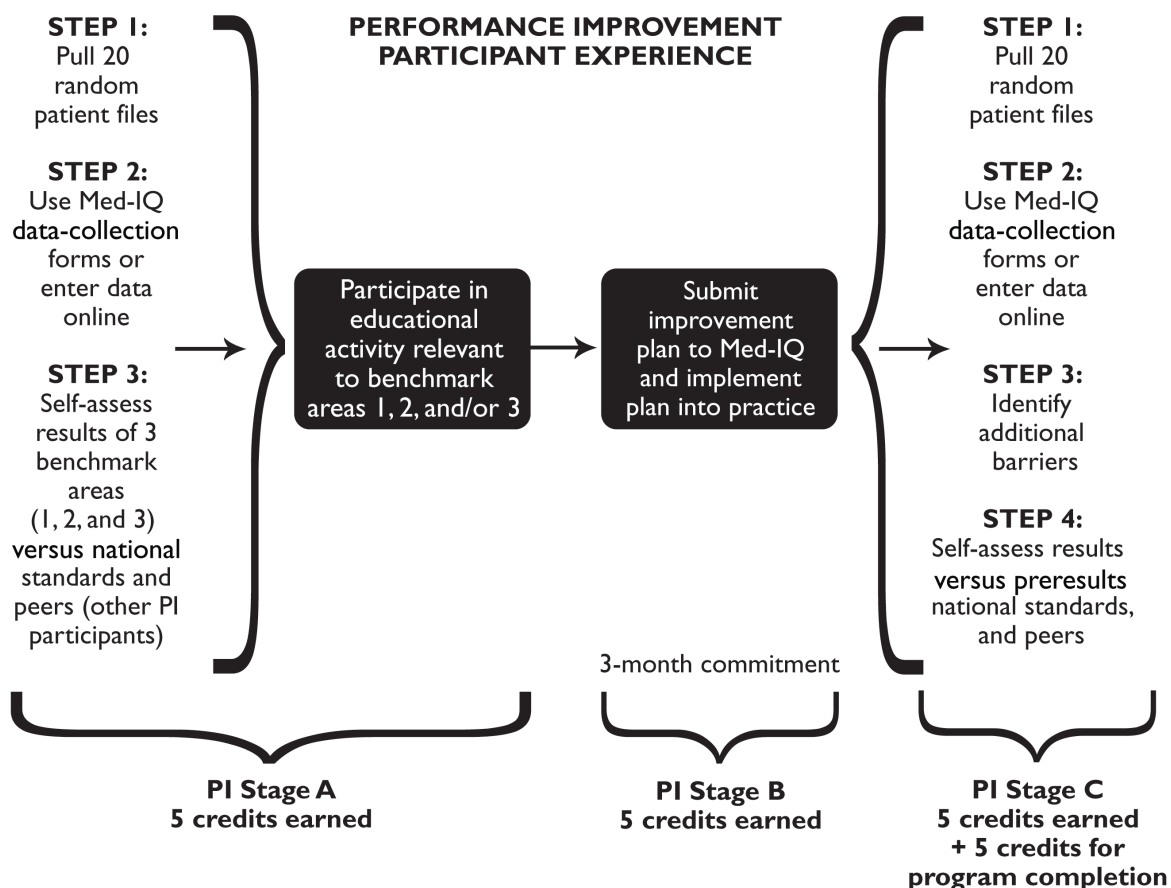 PERFORMANCE IMPROVEMENT
PARTICIPANT EXPERIENCE
STEP 1:
Pull 20
random
patient files
STEP 2:
Use Med-IQ
data-collection
forms or
enter data
online
STEP 3:
Self-assess
results of 3
benchmark
areas
(1, 2, and 3)
versus national
standards and
peers (other PI
participants)
Participate in
educational
activity relevant
to benchmark
areas 1, 2, and/or 3
Submit
improvement
plan to Med-IQ
and implement
plan into practice
3-month commitment
STEP 1:
Pull 20
random
patient files
STEP 2:
Use Med-IQ
data-collection
forms or
enter data
online
STEP 3:
Identify
additional
barriers
STEP 4:
Self-assess results
versus preresults
national standards,
and peers
PI Stage A
5 credits earned
PI Stage B
5 credits earned
PI Stage C
5 credits earned
+ 5 credits for
program completion